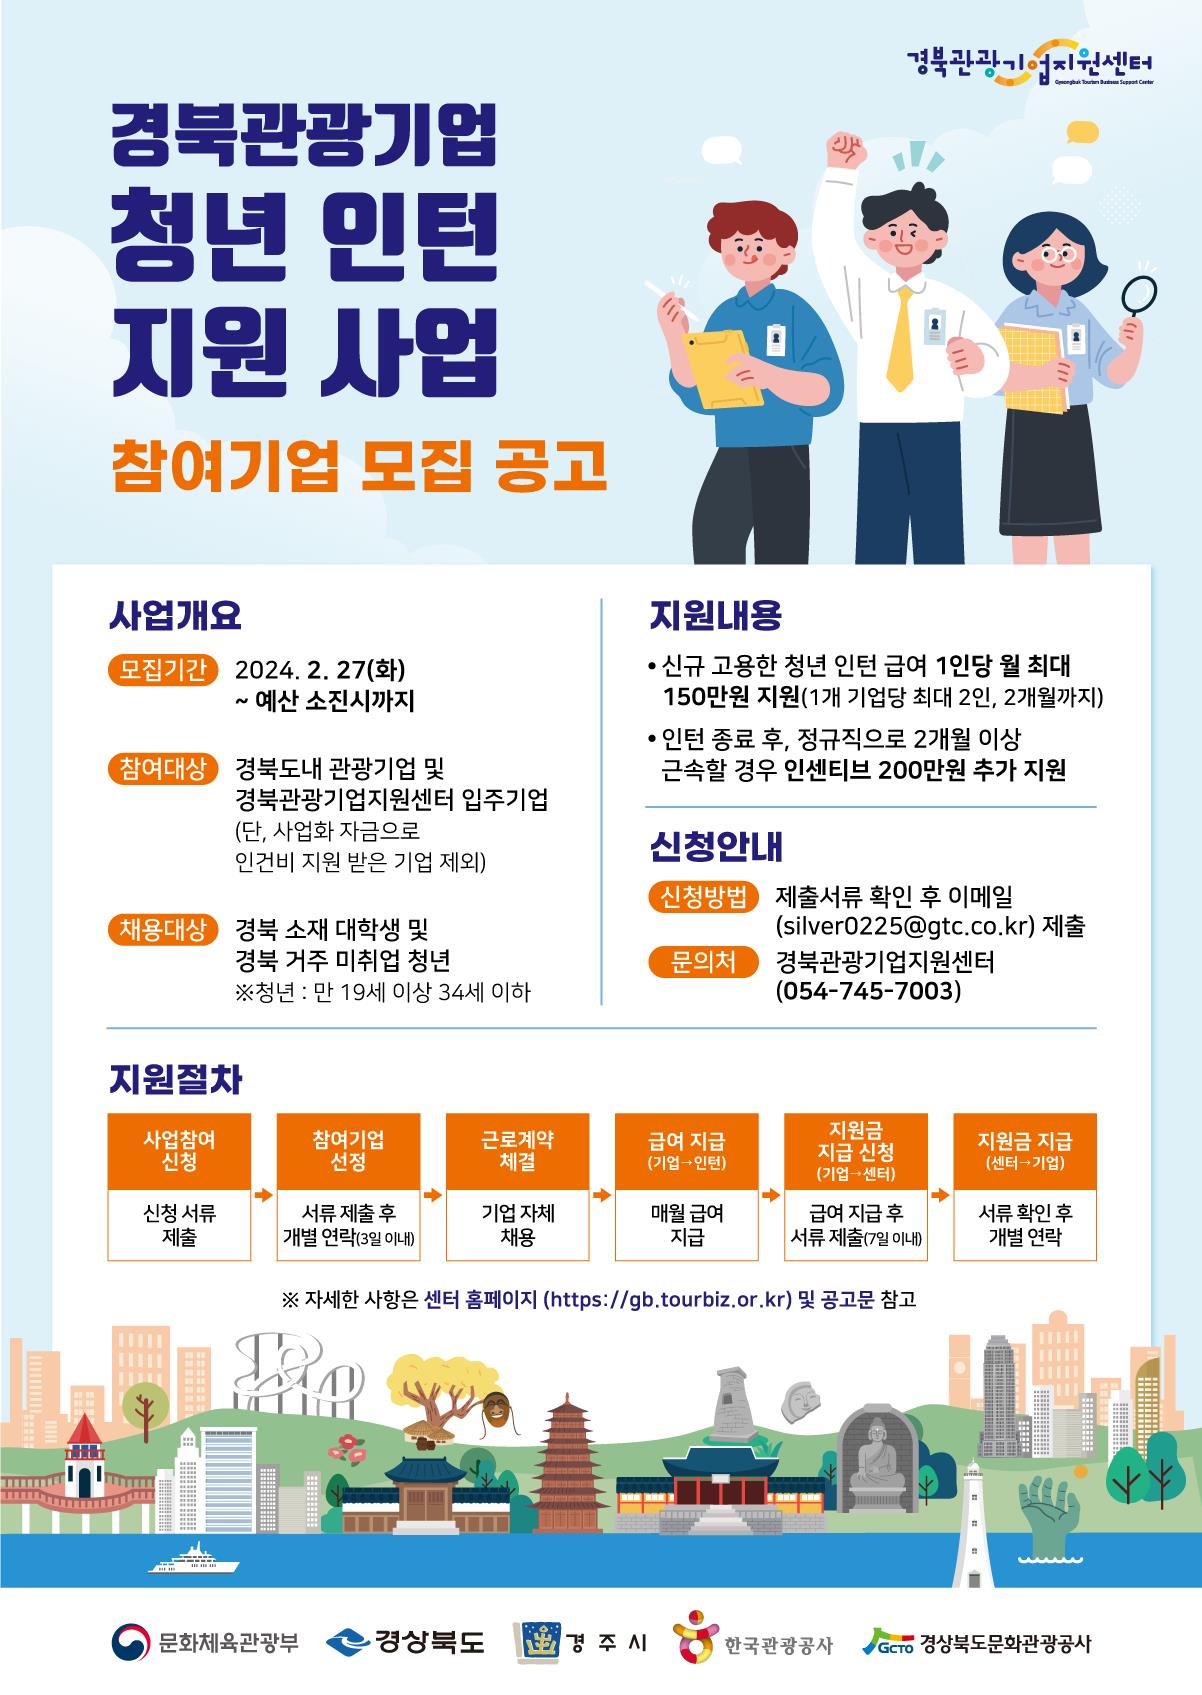 경북관광기업지원센터
Gyeongbuk Tourism Business Support Center
경북관광기업
청년 인턴
지원 사업
참여기업 모집 공고
사업개요
모집기간 2024. 2. 27(화)
~ 예산 소진시까지
참여대상 경북도내 관광기업 및
경북관광기업지원센터 입주기업
(단, 사업화 자금으로
인건비 지원 받은 기업 제외)
채용대상 경북 소재 대학생 및
경북 거주 미취업 청년
※청년 : 만 19세 이상 34세 이하
지원내용
• 신규 고용한 청년 인턴 급여 1인당 월 최대
150만원 지원(1개 기업당 최대 2인, 2개월까지)
• 인턴 종료 후, 정규직으로 2개월 이상
근속할 경우 인센티브 200만원 추가 지원
신청안내
신청방법 제출서류 확인 후 이메일
(silver0225@gtc.co.kr) 제출
문의처 경북관광기업지원센터
(054-745-7003)
지원절차
사업참여
신청
신청 서류
제출
참여기업
선정
서류 제출 후
개별 연락(3일 이내)
근로계약
체결
기업 자체
채용
급여 지급
(기업→인턴)
매월 급여
지급
지원금
지급 신청
(기업→센터)
급여 지급 후
서류 제출(7일 이내)
지원금 지급
(센터→기업)
서류 확인 후
개별 연락
※ 자세한 사항은 센터 홈페이지 (https://gb.tourbiz.or.kr) 및 공고문 참고
문화체육관광부
경상북도
경주시
한국관광공사
GCTO 경상북도문화관광공사